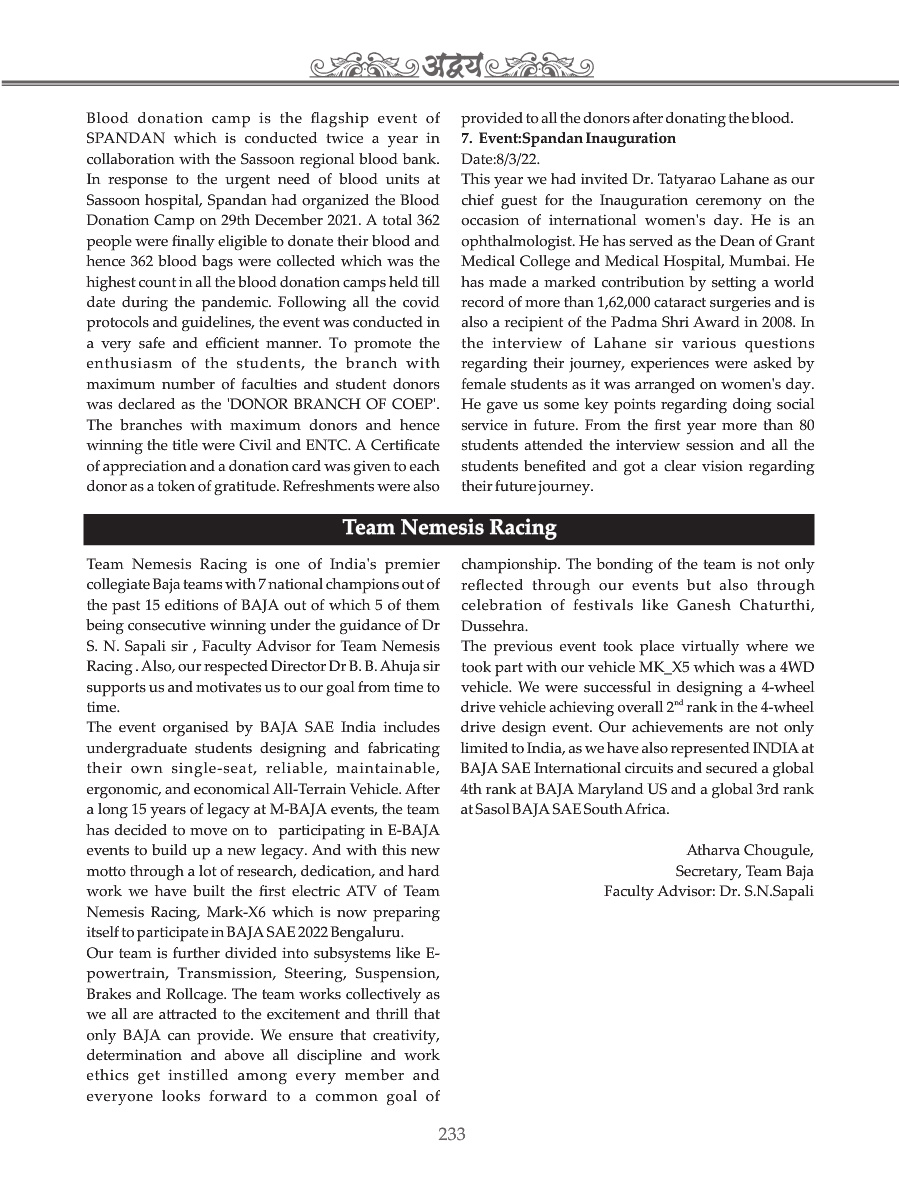 अद्वय
Blood donation camp is the flagship event of
SPANDAN which is conducted twice a year in
collaboration with the Sassoon regional blood bank.
In response to the urgent need of blood units at
Sassoon hospital, Spandan had organized the Blood
Donation Camp on 29th December 2021. A total 362
people were finally eligible to donate their blood and
hence 362 blood bags were collected which was the
highest count in all the blood donation camps held till
date during the pandemic. Following all the covid
protocols and guidelines, the event was conducted in
a very safe and efficient manner. To promote the
enthusiasm of the students, the branch with
maximum number of faculties and student donors
was declared as the 'DONOR BRANCH OF COEP'.
The branches with maximum donors and hence
winning the title were Civil and ENTC. A Certificate
of appreciation and a donation card was given to each
donor as a token of gratitude. Refreshments were also
provided to all the donors after donating the blood.
7. Event:Spandan Inauguration
Date:8/3/22.
This year we had invited Dr. Tatyarao Lahane as our
chief guest for the Inauguration ceremony on the
occasion of international women's day. He is an
ophthalmologist. He has served as the Dean of Grant
Medical College and Medical Hospital, Mumbai. He
has made a marked contribution by setting a world
record of more than 1,62,000 cataract surgeries and is
also a recipient of the Padma Shri Award in 2008. In
the interview of Lahane sir various questions
regarding their journey, experiences were asked by
female students as it was arranged on women's day.
He gave us some key points regarding doing social
service in future. From the first year more than 80
students attended the interview session and all the
students benefited and got a clear vision regarding
their future journey.
Team Nemesis Racing
Team Nemesis Racing is one of India's premier
collegiate Baja teams with 7 national champions out of
the past 15 editions of BAJA out of which 5 of them
being consecutive winning under the guidance of Dr
S. N. Sapali sir , Faculty Advisor for Team Nemesis
Racing . Also, our respected Director Dr B. B. Ahuja sir
supports us and motivates us to our goal from time to
time.
The event organised by BAJA SAE India includes
undergraduate students designing and fabricating
their own single-seat, reliable, maintainable,
ergonomic, and economical All-Terrain Vehicle. After
a long 15 years of legacy at M-BAJA events, the team
has decided to move on to participating in E-BAJA
events to build up a new legacy. And with this new
motto through a lot of research, dedication, and hard
work we have built the first electric ATV of Team
Nemesis Racing, Mark-X6 which is now preparing
itself to participate in BAJA SAE 2022 Bengaluru.
Our team is further divided into subsystems like E-
powertrain, Transmission, Steering, Suspension,
Brakes and Rollcage. The team works collectively as
we all are attracted to the excitement and thrill that
only BAJA can provide. We ensure that creativity,
determination and above all discipline and work
ethics get instilled among every member and
everyone looks forward to a common goal of
championship. The bonding of the team is not only
reflected through our events but also through
celebration of festivals like Ganesh Chaturthi,
Dussehra.
The previous event took place virtually where we
took part with our vehicle MK_X5 which was a 4WD
vehicle. We were successful in designing a 4-wheel
drive vehicle achieving overall 2nd rank in the 4-wheel
drive design event. Our achievements are not only
limited to India, as we have also represented INDIA at
BAJA SAE International circuits and secured a global
4th rank at BAJA Maryland US and a global 3rd rank
at Sasol BAJA SAE South Africa.
Atharva Chougule,
Secretary, Team Baja
Faculty Advisor: Dr. S.N.Sapali
233